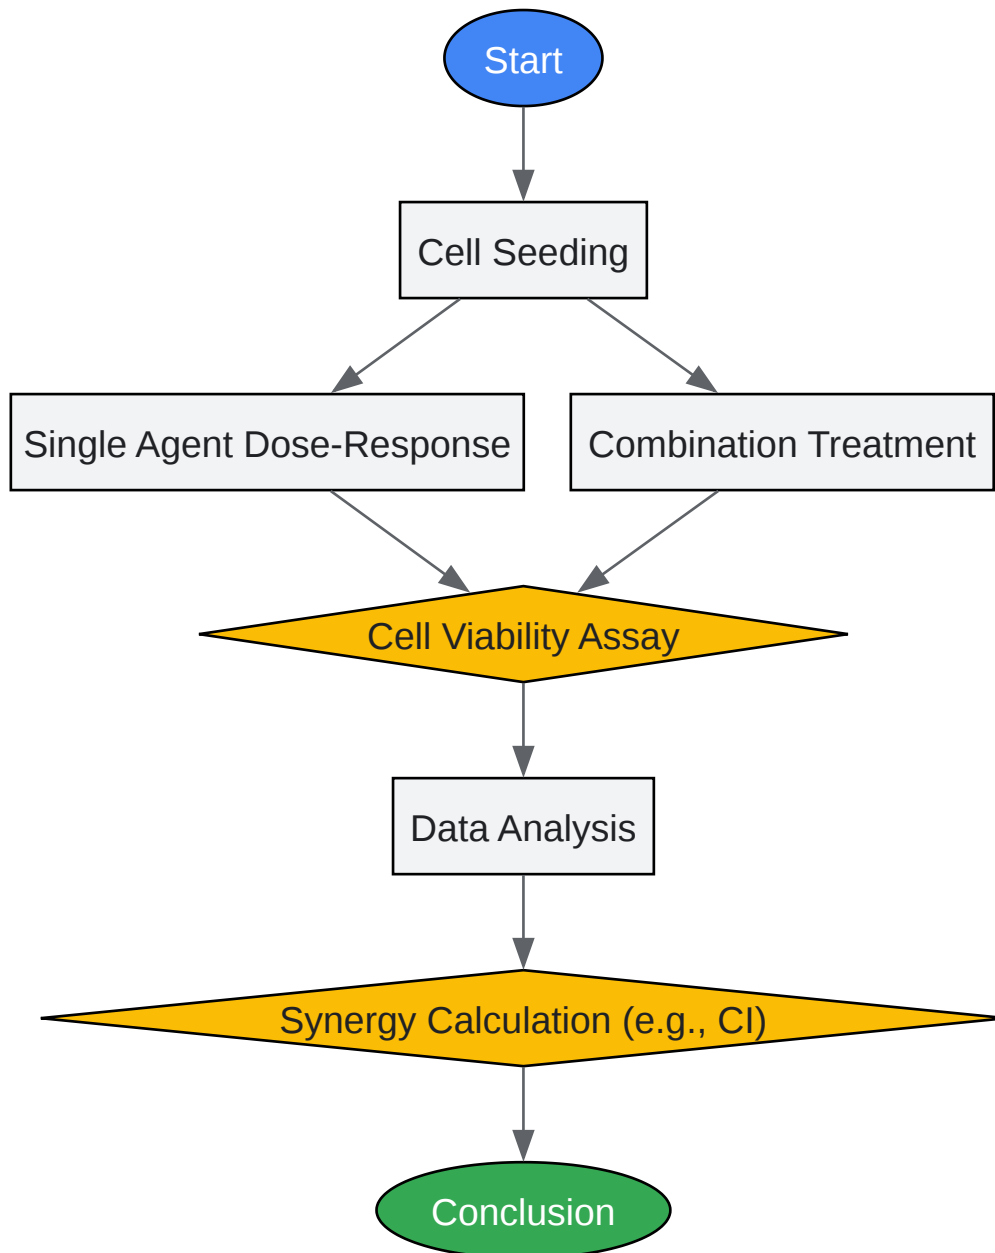 Start
Cell Seeding
Single Agent Dose-Response
Combination Treatment
Cell Viability Assay
Data Analysis
Synergy Calculation (e.g., CI)
Conclusion